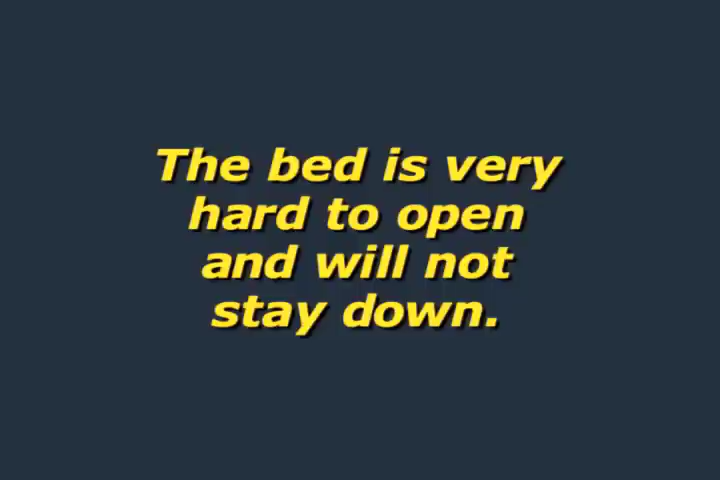 The bed is very
hard to open
and will not
stay down.